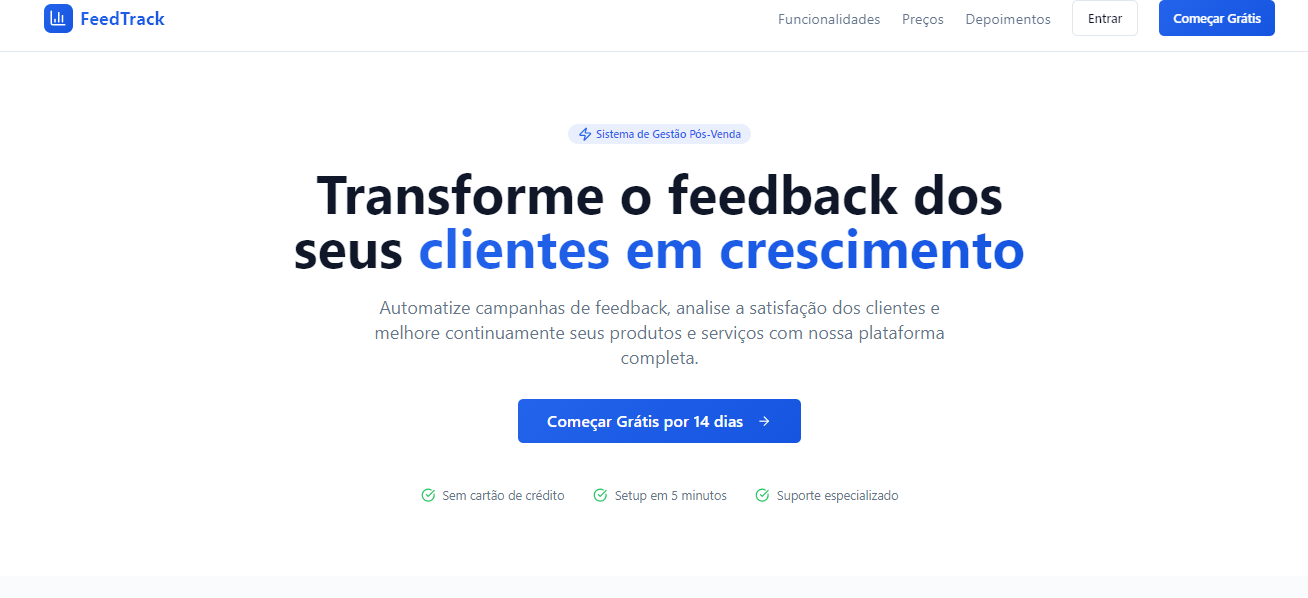 FeedTrack
Funcionalidades
Preços
Depoimentos
Entrar
Começar Grátis
Sistema de Gestão Pós-Venda
Transforme o feedback dos
seus clientes em crescimento
Automatize campanhas de feedback, analise a satisfação dos clientes e
melhore continuamente seus produtos e serviços com nossa plataforma
completa.
Começar Grátis por 14 dias
Sem cartão de crédito
Setup em 5 minutos
Suporte especializado